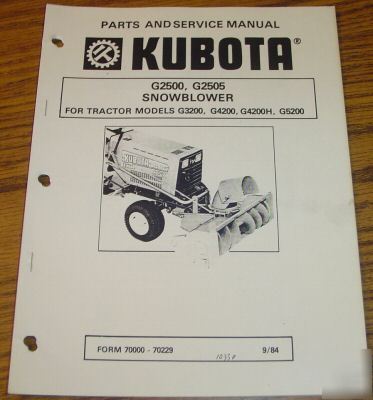 PARTS AND SERVICE MANUAL
KUBOTA®
G2500, G2505
SNOWBLOWER
FOR TRACTOR MODELS G3200, G4200, G4200H, G5200
KUBOTA
FORM 70000 - 70229
9/84